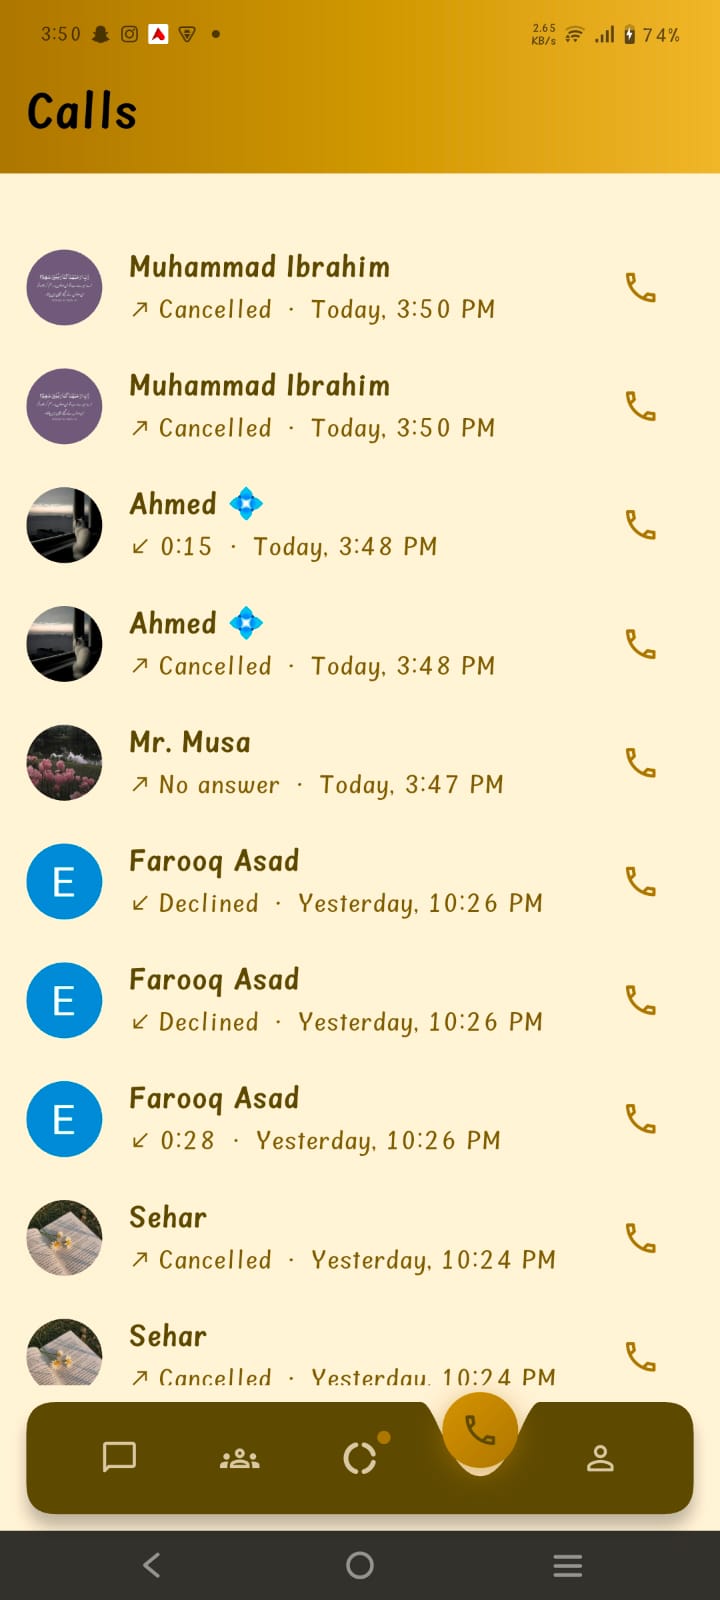 3:50
2.65 KB/s
74%
Calls
Muhammad Ibrahim
↗ Cancelled · Today, 3:50 PM
Muhammad Ibrahim
↗ Cancelled · Today, 3:50 PM
Ahmed 💠
↙ 0:15 · Today, 3:48 PM
Ahmed 💠
↗ Cancelled · Today, 3:48 PM
Mr. Musa
↗ No answer · Today, 3:47 PM
E
Farooq Asad
↙ Declined · Yesterday, 10:26 PM
E
Farooq Asad
↙ Declined · Yesterday, 10:26 PM
E
Farooq Asad
↙ 0:28 · Yesterday, 10:26 PM
Sehar
↗ Cancelled · Yesterday, 10:24 PM
Sehar
↗ Cancelled · Yesterday, 10:24 PM